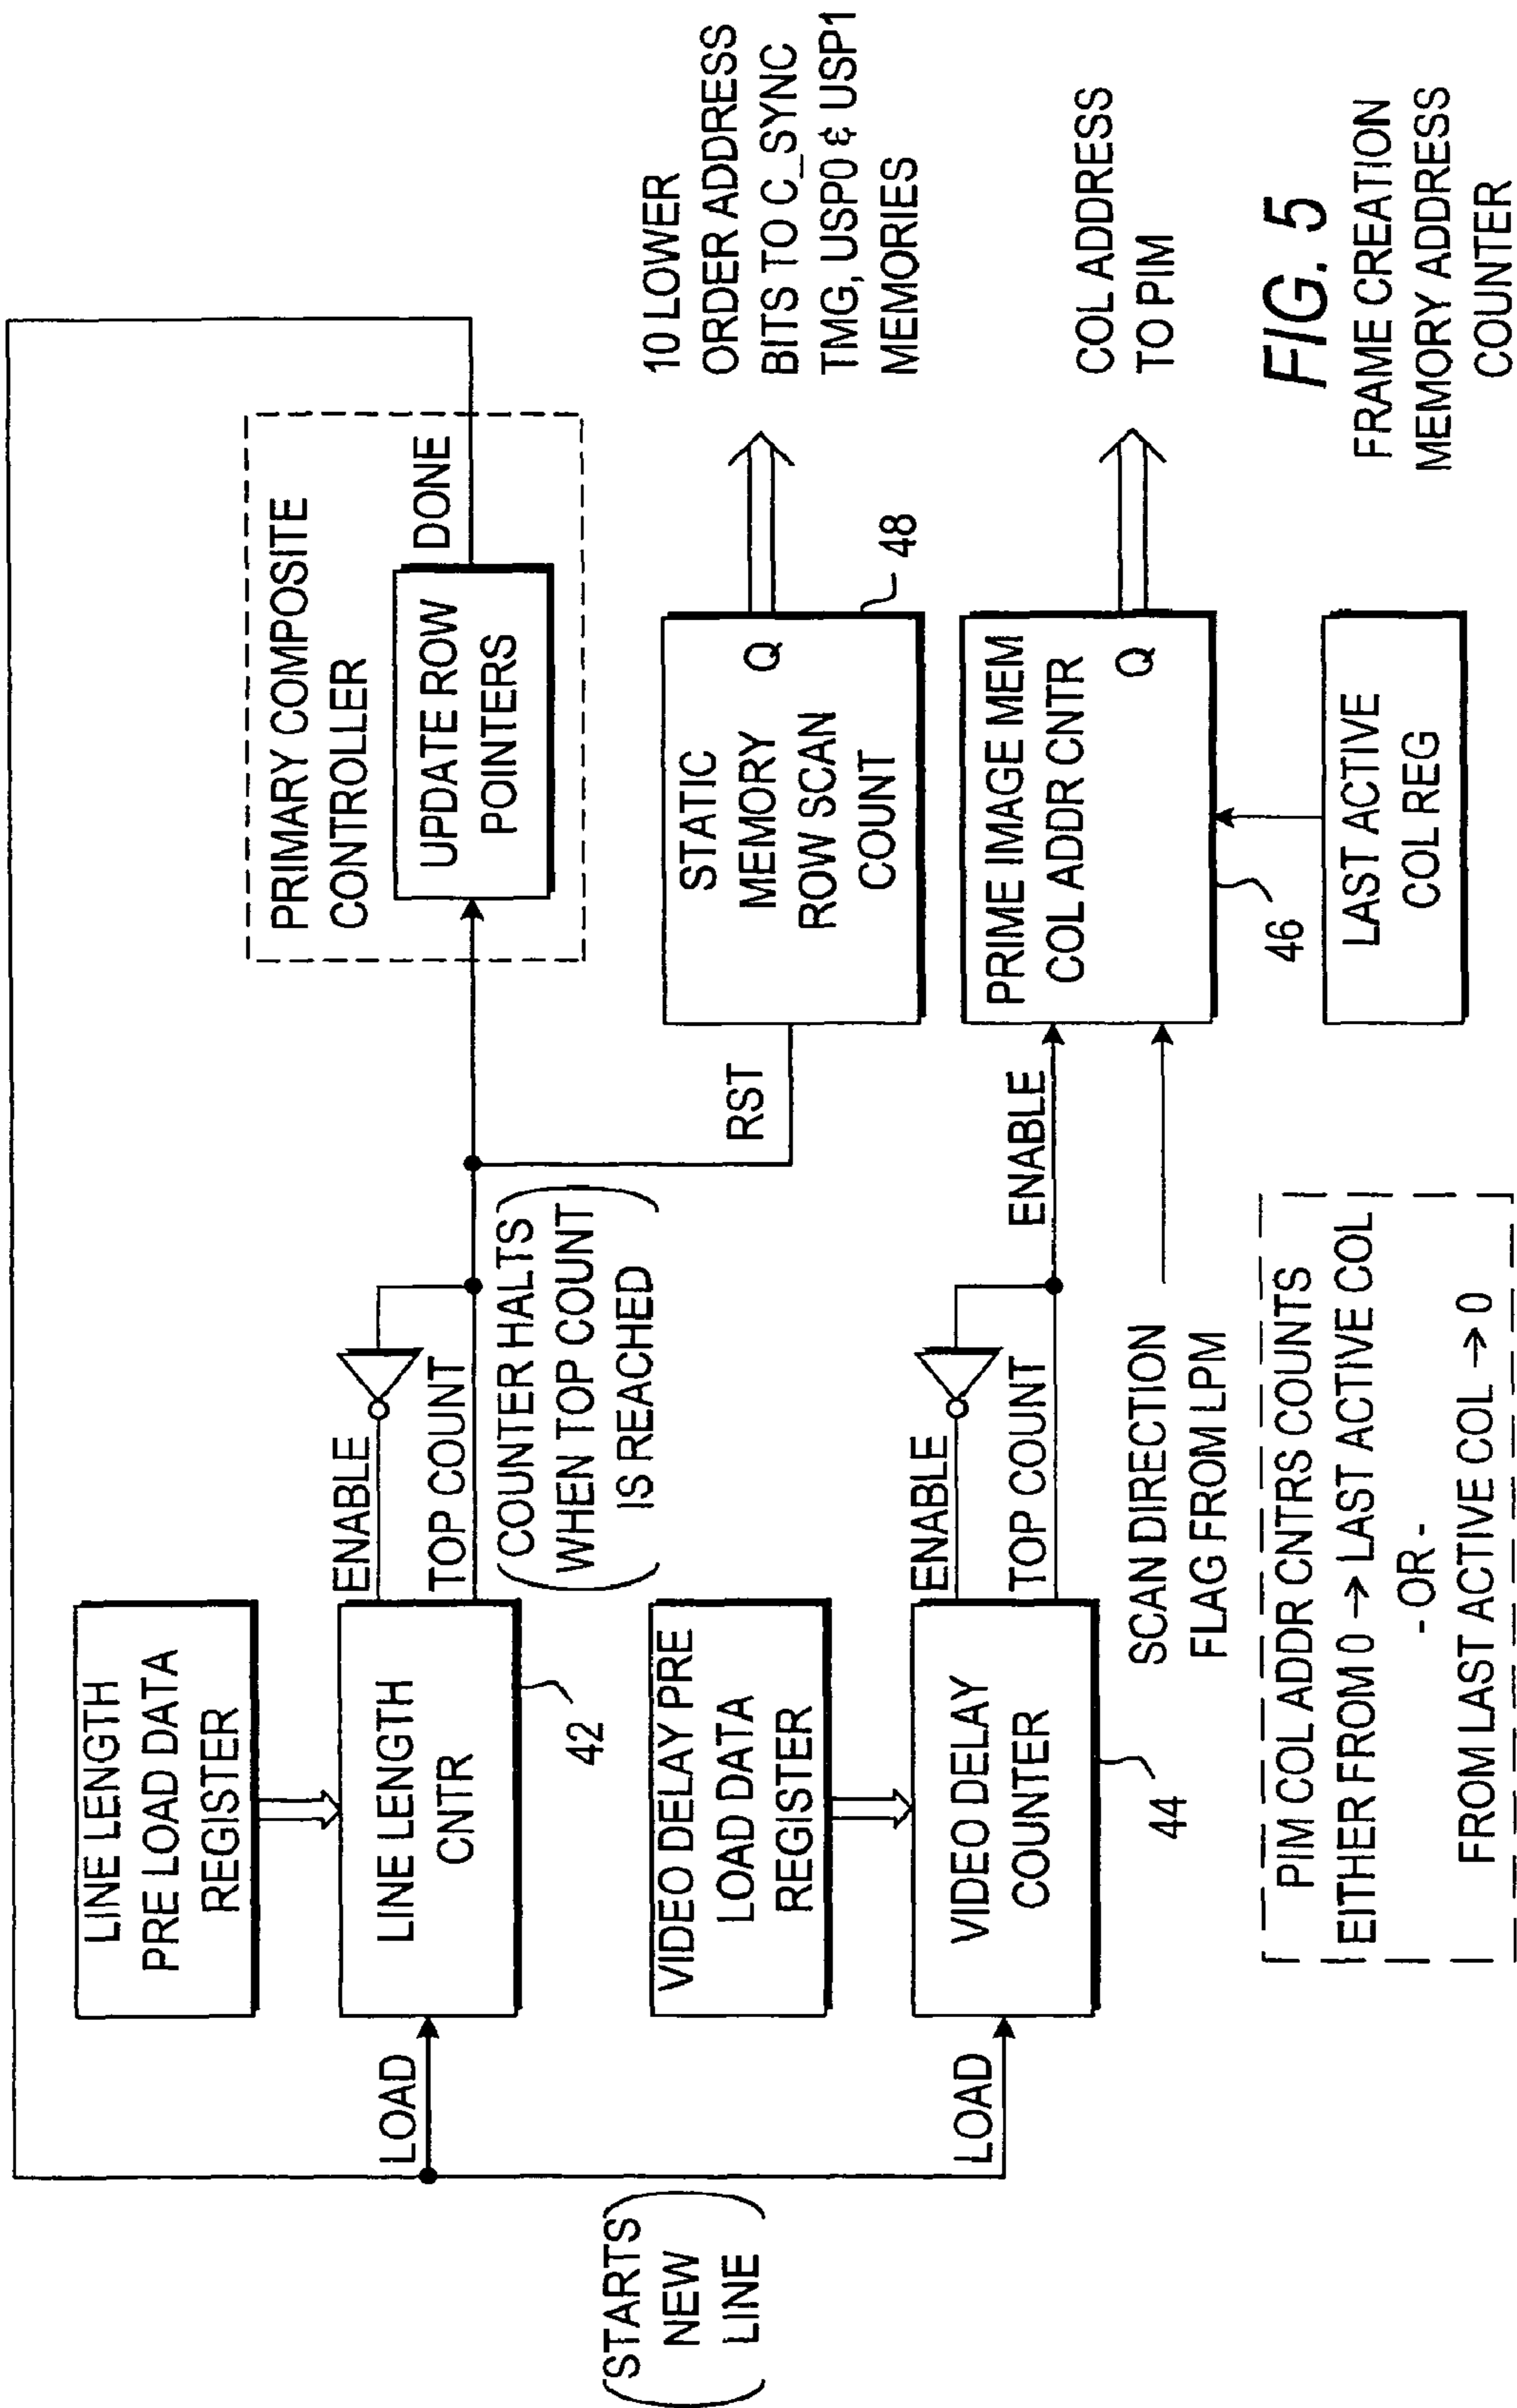 LINE LENGTH
PRE LOAD DATA
REGISTER
LOAD
LINE LENGTH
CNTR
42
ENABLE
TOP COUNT
(COUNTER HALTS
WHEN TOP COUNT
IS REACHED)
PRIMARY COMPOSITE
CONTROLLER
UPDATE ROW
POINTERS
DONE
(STARTS
NEW
LINE)
RST
STATIC
MEMORY
ROW SCAN
COUNT
Q
48
10 LOWER
ORDER ADDRESS
BITS TO C_SYNC
TMG, USP0 & USP1
MEMORIES
VIDEO DELAY PRE
LOAD DATA
REGISTER
LOAD
VIDEO DELAY
COUNTER
44
ENABLE
TOP COUNT
ENABLE
SCAN DIRECTION
FLAG FROM LPM
PRIME IMAGE MEM
COL ADDR CNTR
Q
46
COL ADDRESS
TO PIM
LAST ACTIVE
COL REG
PIM COL ADDR CNTRS COUNTS
EITHER FROM 0 → LAST ACTIVE COL
- OR -
FROM LAST ACTIVE COL → 0
FIG. 5
FRAME CREATION
MEMORY ADDRESS
COUNTER